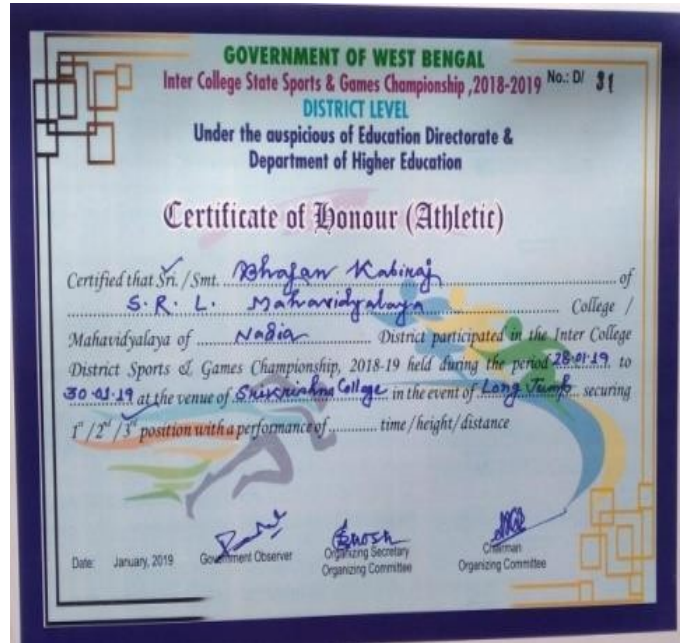 GOVERNMENT OF WEST BENGAL
Inter College State Sports & Games Championship ,2018-2019 No.: D/ 31
DISTRICT LEVEL
Under the auspicious of Education Directorate &
Department of Higher Education
Certificate of Honour (Athletic)
Certified that Sri./Smt. Bhajan Kabiraj of
S. R. L. Mahavidyalaya College /
Mahavidyalaya of Nadia District participated in the Inter College
District Sports & Games Championship, 2018-19 held during the period 28.01.19 to
30.01.19 at the venue of Srikrishna College in the event of Long Jump securing
1st /2nd /3rd position with a performance of ............ time / height / distance
Date: January, 2019 Government Observer Organizing Secretary Chairman
Organizing Committee Organizing Committee